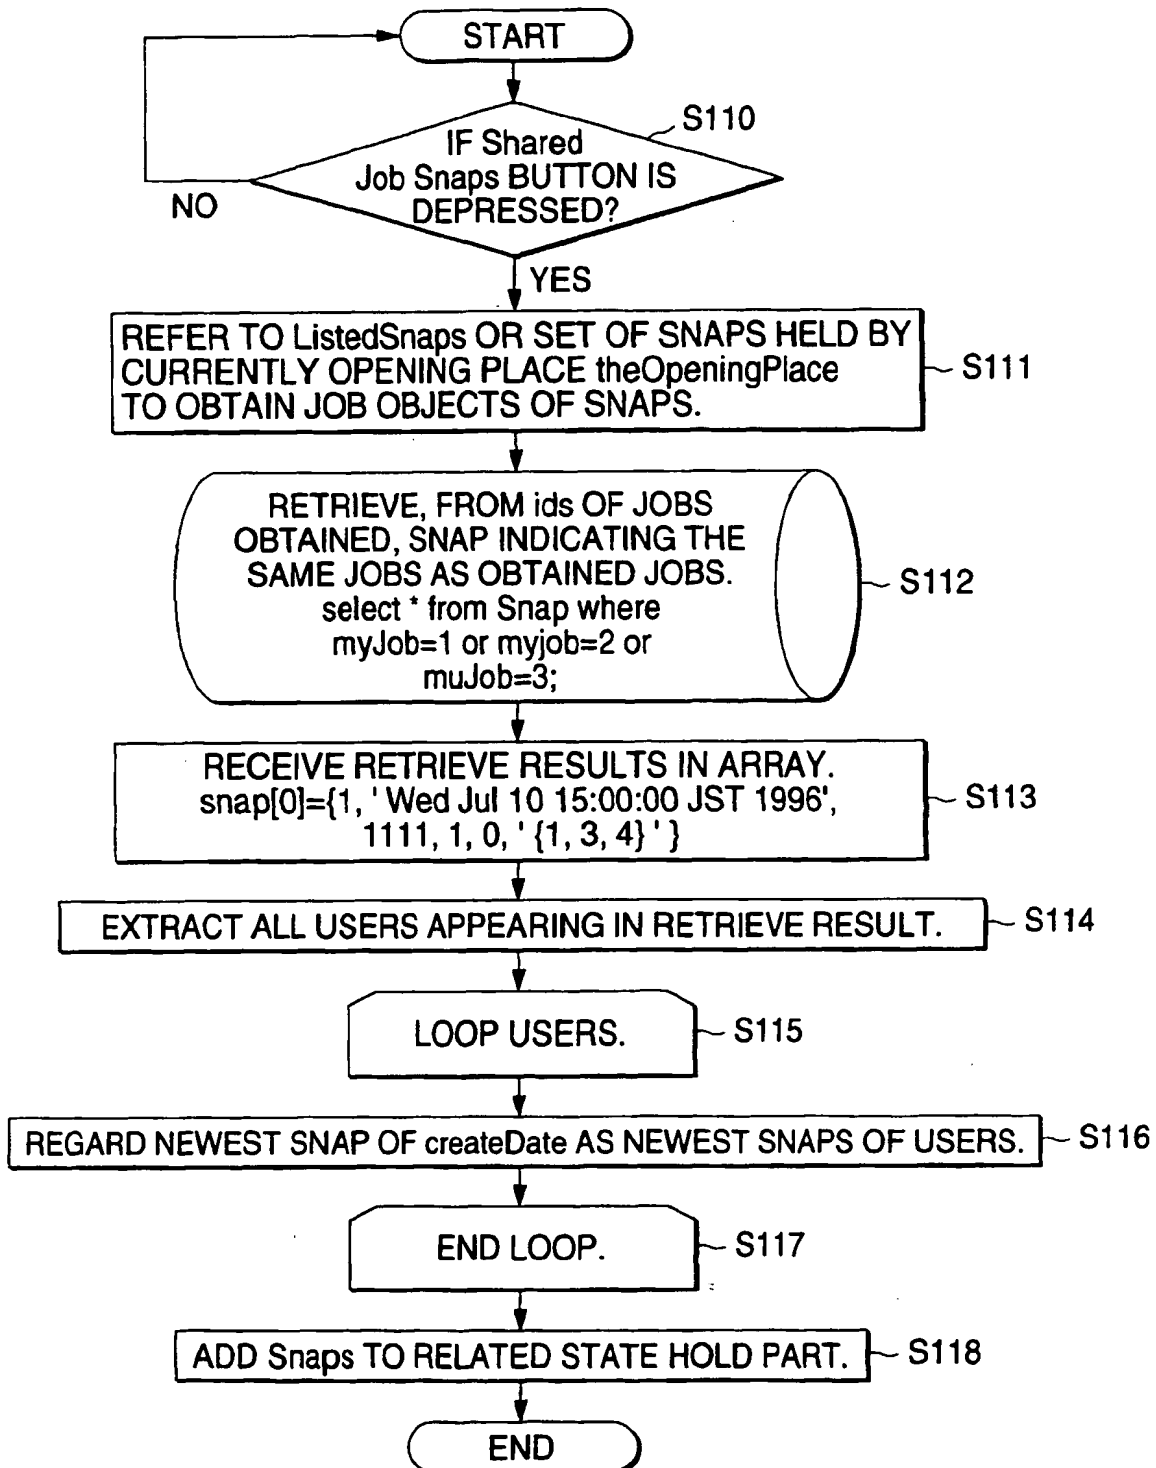 START
S110
IF Shared
Job Snaps BUTTON IS
DEPRESSED?
NO
YES
REFER TO ListedSnaps OR SET OF SNAPS HELD BY
CURRENTLY OPENING PLACE theOpeningPlace
TO OBTAIN JOB OBJECTS OF SNAPS.
S111
RETRIEVE, FROM ids OF JOBS
OBTAINED, SNAP INDICATING THE
SAME JOBS AS OBTAINED JOBS.
select * from Snap where
myJob=1 or myjob=2 or
muJob=3;
S112
RECEIVE RETRIEVE RESULTS IN ARRAY.
snap[0]={1, ' Wed Jul 10 15:00:00 JST 1996',
1111, 1, 0, ' {1, 3, 4} ' }
S113
EXTRACT ALL USERS APPEARING IN RETRIEVE RESULT.
S114
LOOP USERS.
S115
REGARD NEWEST SNAP OF createDate AS NEWEST SNAPS OF USERS.
S116
END LOOP.
S117
ADD Snaps TO RELATED STATE HOLD PART.
S118
END